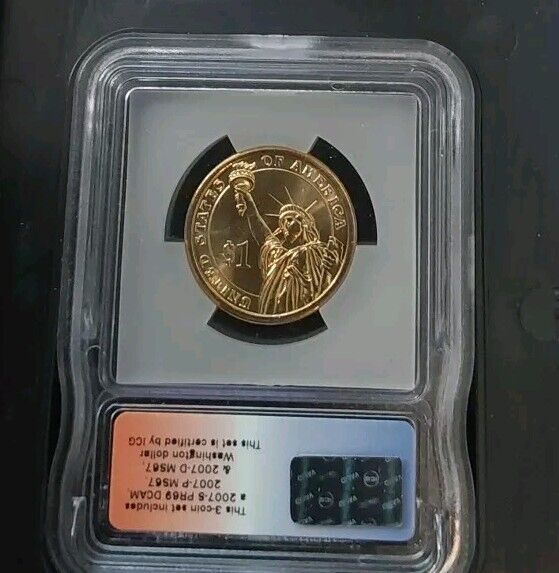 UNITED STATES OF AMERICA
$1
This 3-coin set includes
a 2007-S PR69 DCAM,
2007-P MS67,
& 2007-D MS67,
Washington dollar
This set is certified by ICG